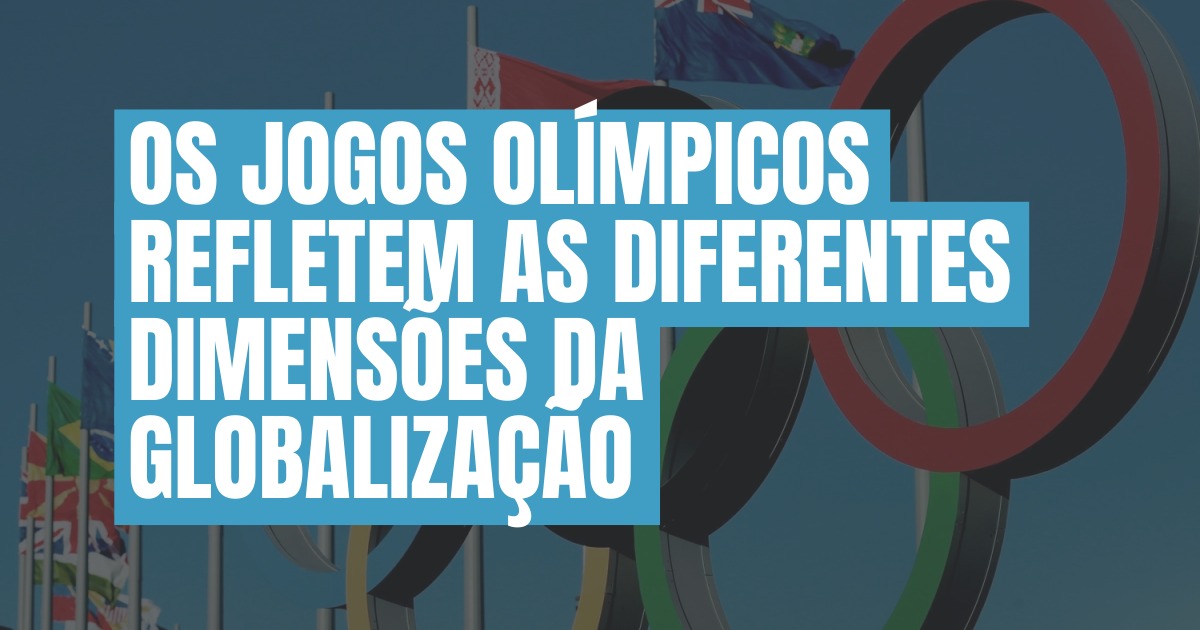 OS JOGOS OLÍMPICOS
REFLETEM AS DIFERENTES
DIMENSÕES DA
GLOBALIZAÇÃO